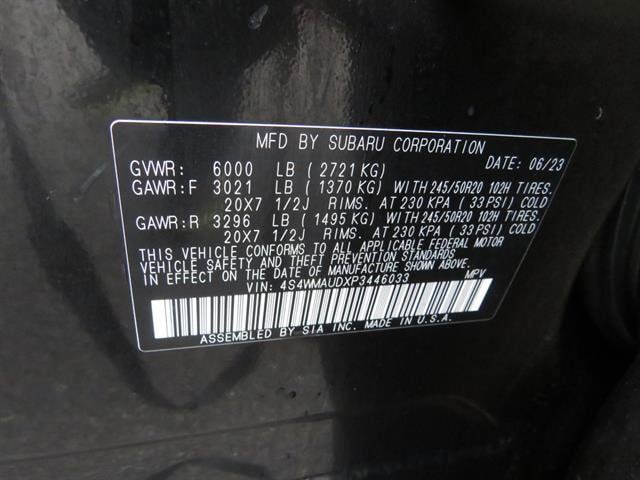 MFD BY SUBARU CORPORATION
GVWR: 6000 LB ( 2721 KG) DATE: 06/23
GAWR: F 3021 LB ( 1370 KG) WITH 245/50R20 102H TIRES.
20X7 1/2J RIMS. AT 230 KPA ( 33 PSI) COLD
GAWR: R 3296 LB ( 1495 KG) WITH 245/50R20 102H TIRES.
20X7 1/2J RIMS. AT 230 KPA ( 33 PSI) COLD
THIS VEHICLE CONFORMS TO ALL APPLICABLE FEDERAL MOTOR
VEHICLE SAFETY AND THEFT PREVENTION STANDARDS
IN EFFECT ON THE DATE OF MANUFACTURE SHOWN ABOVE.
VIN: 4S4WMAUDXP3446033 MPV
ASSEMBLED BY SIA INC. MADE IN U.S.A.